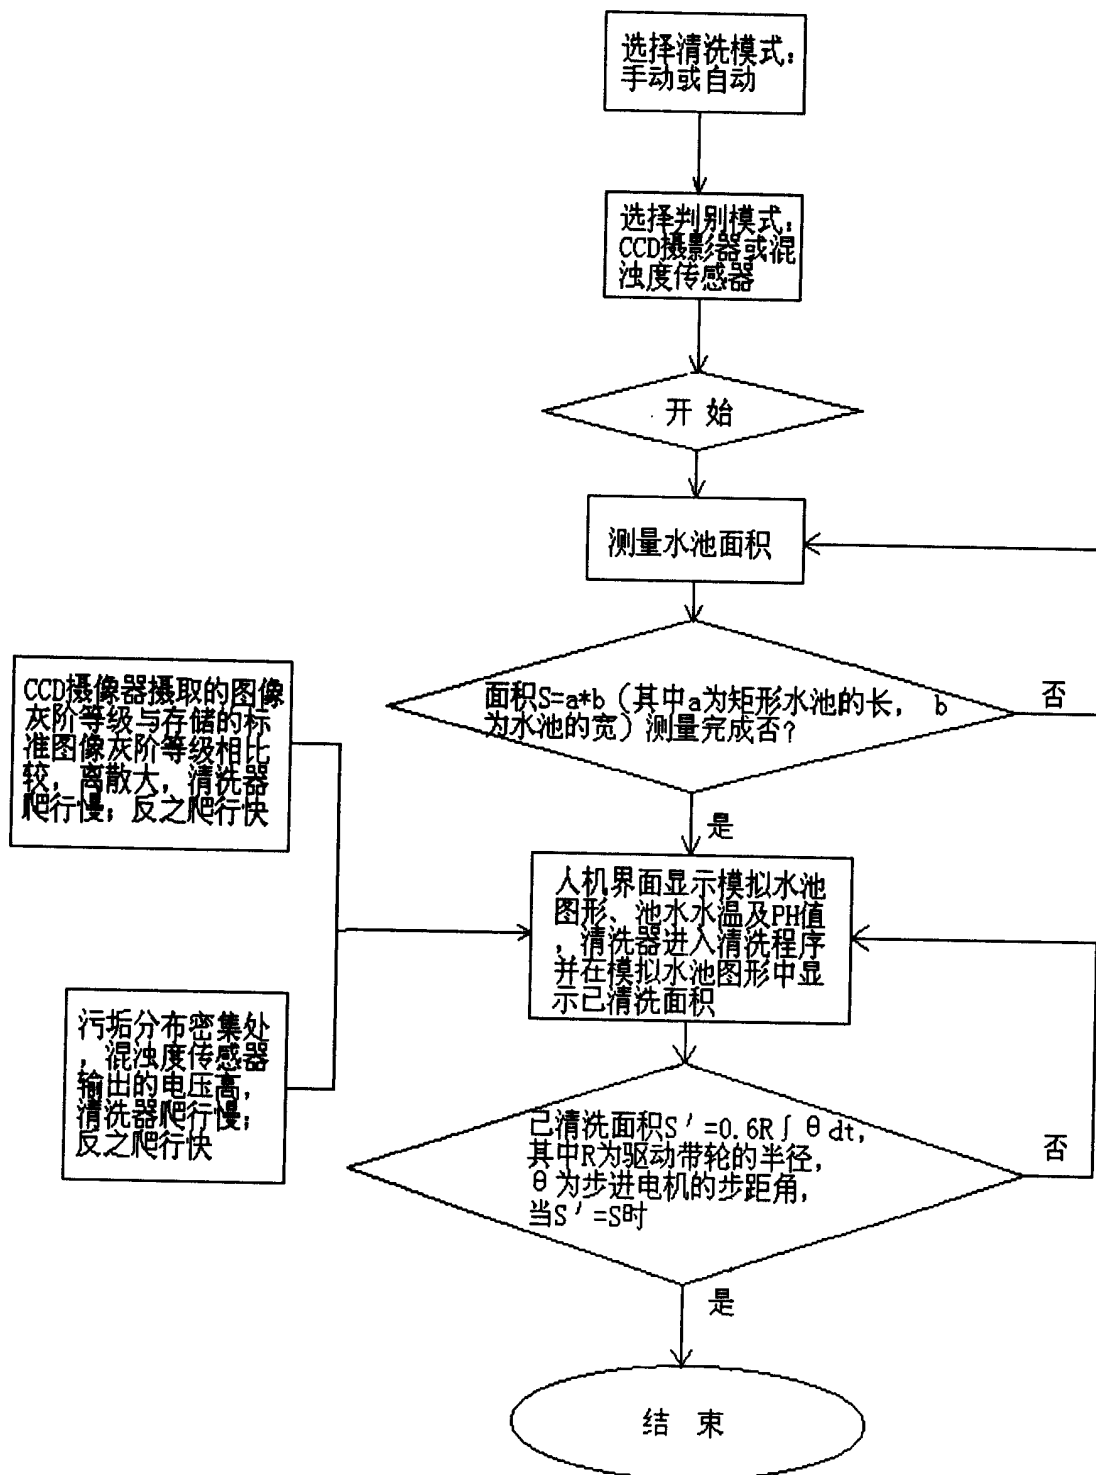 选择清洗模式：
手动或自动
选择判别模式：
CCD摄影器或混
浊度传感器
开 始
测量水池面积
面积S=a*b（其中a为矩形水池的长， b
为水池的宽）测量完成否？
否
是
CCD摄像器摄取的图像
灰阶等级与存储的标
准图像灰阶等级相比
较，离散大，清洗器
爬行慢；反之爬行快
人机界面显示模拟水池
图形、池水水温及PH值
，清洗器进入清洗程序
并在模拟水池图形中显
示已清洗面积
污垢分布密集处
，混浊度传感器
输出的电压高，
清洗器爬行慢；
反之爬行快
已清洗面积S′=0.6R∫θdt，
其中R为驱动带轮的半径，
θ为步进电机的步距角，
当S′=S时
否
是
结 束